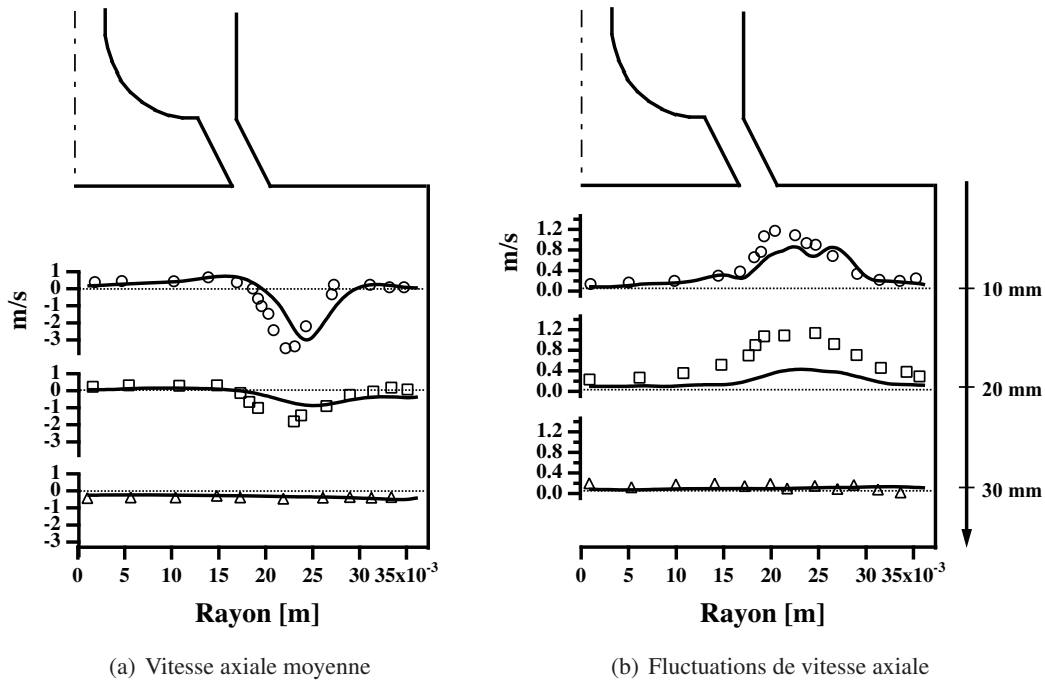 m/s
1
0
-1
-2
-3
1
0
-1
-2
-3
1
0
-1
-2
-3
0 5 10 15 20 25 30 35x10-3
Rayon [m]
(a) Vitesse axiale moyenne
m/s
1.2
0.8
0.4
0.0
1.2
0.8
0.4
0.0
1.2
0.8
0.4
0.0
0 5 10 15 20 25 30 35x10-3
Rayon [m]
(b) Fluctuations de vitesse axiale
10 mm
20 mm
30 mm